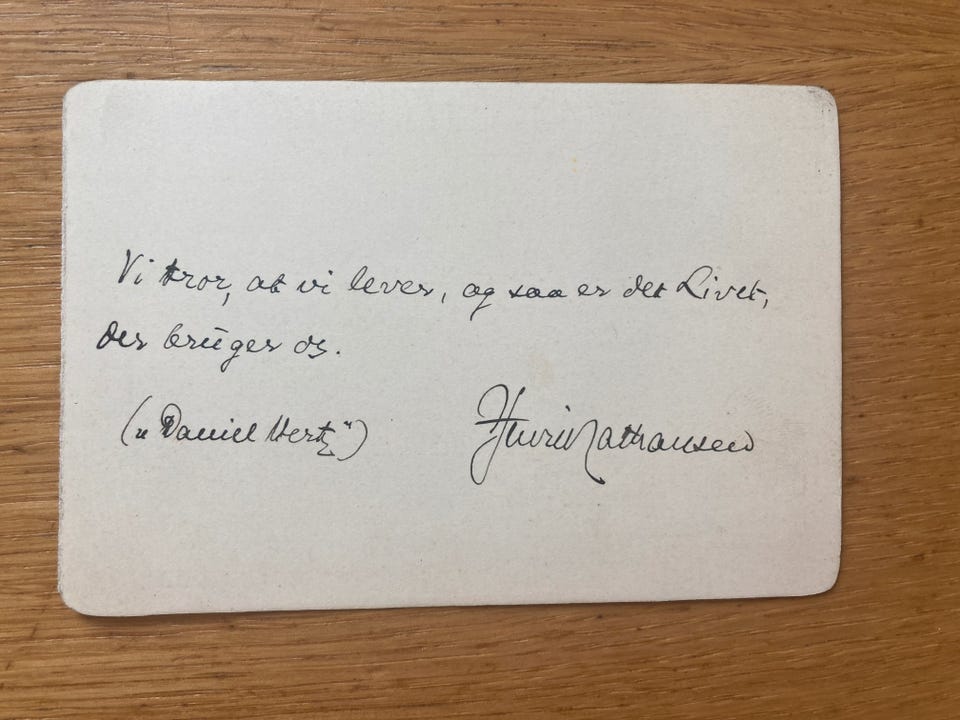 Vi tror, at vi lever, og saa er det Livet,
der bruger os.
(„Daniel Hertz") Henri Nathansen